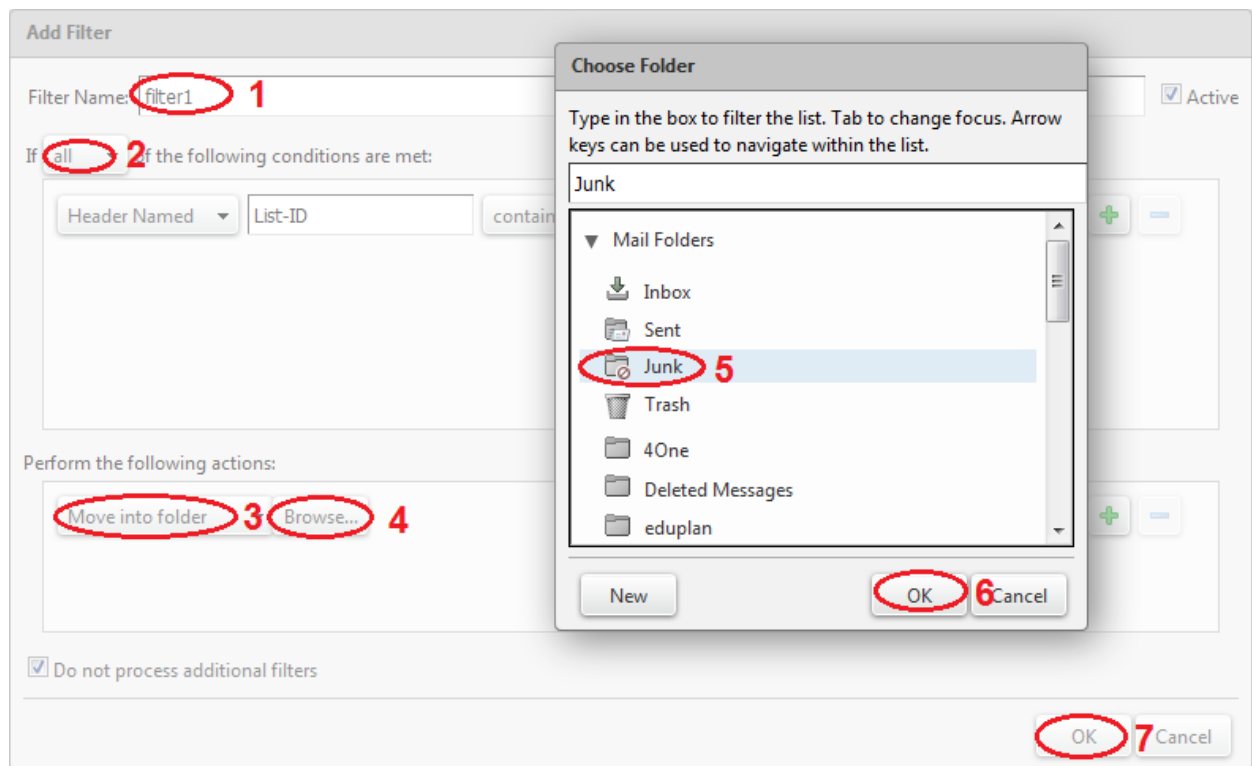 Add Filter
Filter Name: filter1 1
Active
If all 2 of the following conditions are met:
Header Named List-ID contain
Perform the following actions:
Move into folder 3 Browse... 4
Do not process additional filters
OK 7 Cancel
Choose Folder
Type in the box to filter the list. Tab to change focus. Arrow
keys can be used to navigate within the list.
Junk
Mail Folders
Inbox
Sent
Junk 5
Trash
4One
Deleted Messages
eduplan
New OK 6 Cancel